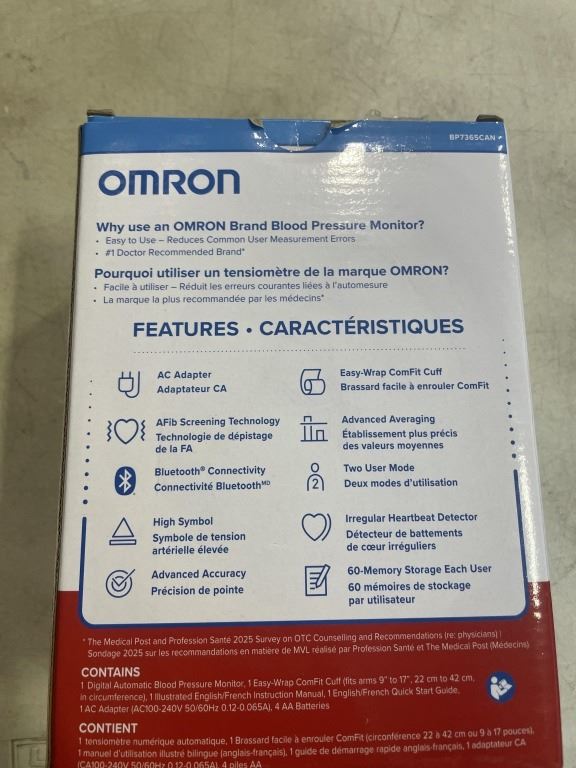 BP7365CAN
OMRON
Why use an OMRON Brand Blood Pressure Monitor?
• Easy to Use – Reduces Common User Measurement Errors
• #1 Doctor Recommended Brand*
Pourquoi utiliser un tensiomètre de la marque OMRON?
• Facile à utiliser – Réduit les erreurs courantes liées à l'automesure
• La marque la plus recommandée par les médecins*
FEATURES • CARACTÉRISTIQUES
AC Adapter
Adaptateur CA
Easy-Wrap ComFit Cuff
Brassard facile à enrouler ComFit
AFib Screening Technology
Technologie de dépistage
de la FA
Advanced Averaging
Établissement plus précis
des valeurs moyennes
Bluetooth® Connectivity
Connectivité Bluetooth^MD
2
Two User Mode
Deux modes d'utilisation
High Symbol
Symbole de tension
artérielle élevée
Irregular Heartbeat Detector
Détecteur de battements
de cœur irréguliers
Advanced Accuracy
Précision de pointe
60-Memory Storage Each User
60 mémoires de stockage
par utilisateur
* The Medical Post and Profession Santé 2025 Survey on OTC Counselling and Recommendations (re: physicians) |
Sondage 2025 sur les recommandations en matière de MVL réalisé par Profession Santé et The Medical Post (Médecins)
CONTAINS
1 Digital Automatic Blood Pressure Monitor, 1 Easy-Wrap ComFit Cuff (fits arms 9" to 17", 22 cm to 42 cm,
in circumference), 1 Illustrated English/French Instruction Manual, 1 English/French Quick Start Guide,
1 AC Adapter (AC100-240V 50/60Hz 0.12-0.065A), 4 AA Batteries
CONTIENT
1 tensiomètre numérique automatique, 1 Brassard facile à enrouler ComFit (circonférence 22 à 42 cm ou 9 à 17 pouces),
1 manuel d'utilisation illustré bilingue (anglais-français), 1 guide de démarrage rapide anglais-français, 1 adaptateur CA
(CA100-240V 50/60Hz 0.12-0.065A), 4 piles AA